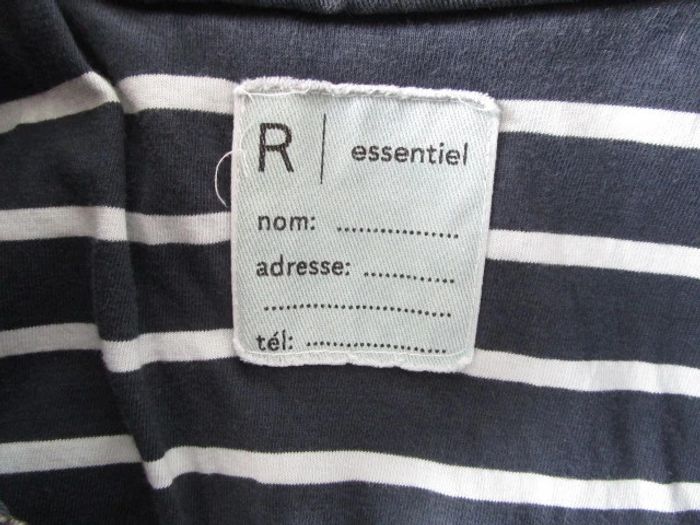 R | essentiel
nom: ....................
adresse: ..............
..............................
tél: .......................